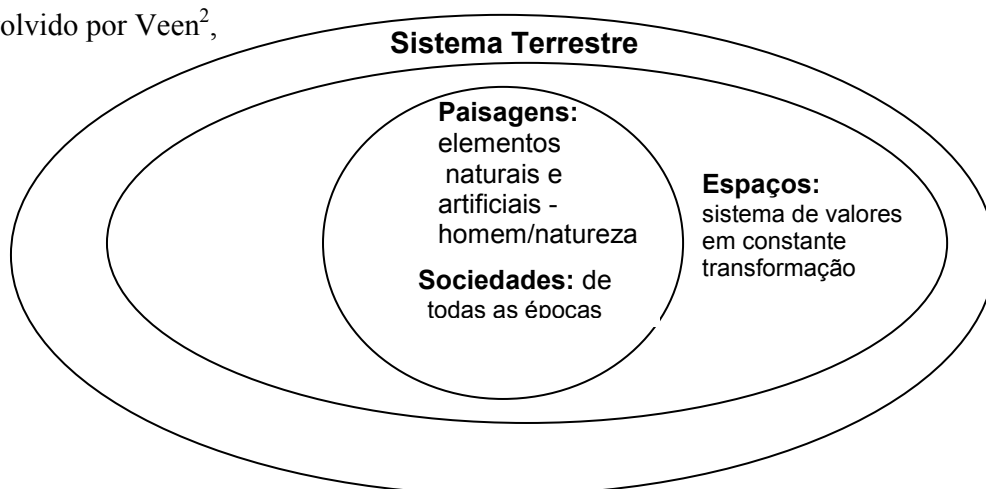 olvido por Veen²,
Sistema Terrestre
Paisagens:
elementos
naturais e
artificiais -
homem/natureza
Sociedades: de
todas as épocas
Espaços:
sistema de valores
em constante
transformação